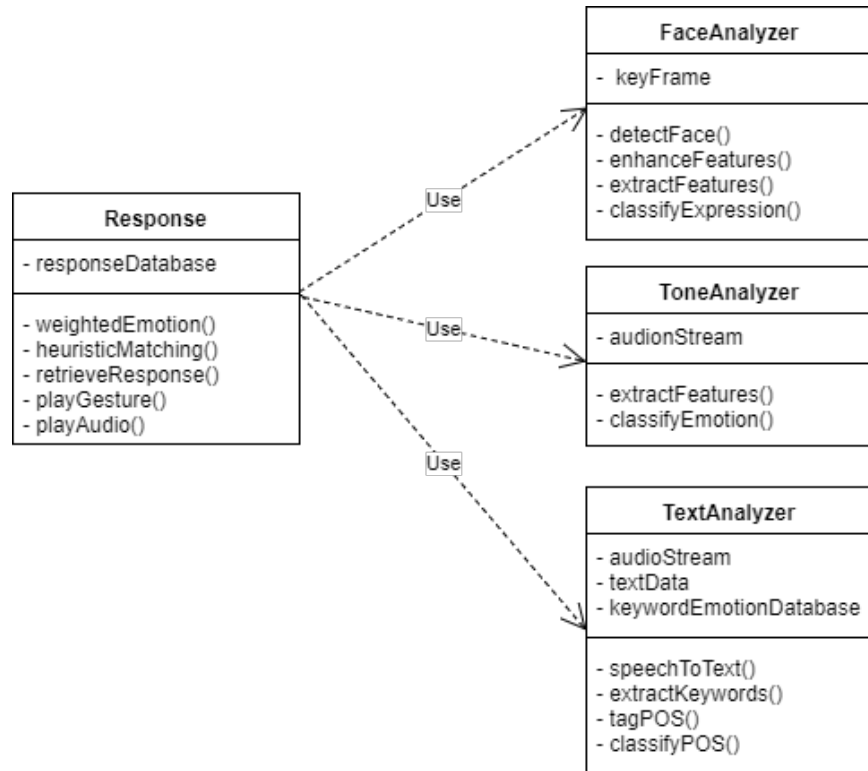 Response
- responseDatabase
- weightedEmotion()
- heuristicMatching()
- retrieveResponse()
- playGesture()
- playAudio()
Use
Use
Use
FaceAnalyzer
- keyFrame
- detectFace()
- enhanceFeatures()
- extractFeatures()
- classifyExpression()
ToneAnalyzer
- audionStream
- extractFeatures()
- classifyEmotion()
TextAnalyzer
- audioStream
- textData
- keywordEmotionDatabase
- speechToText()
- extractKeywords()
- tagPOS()
- classifyPOS()